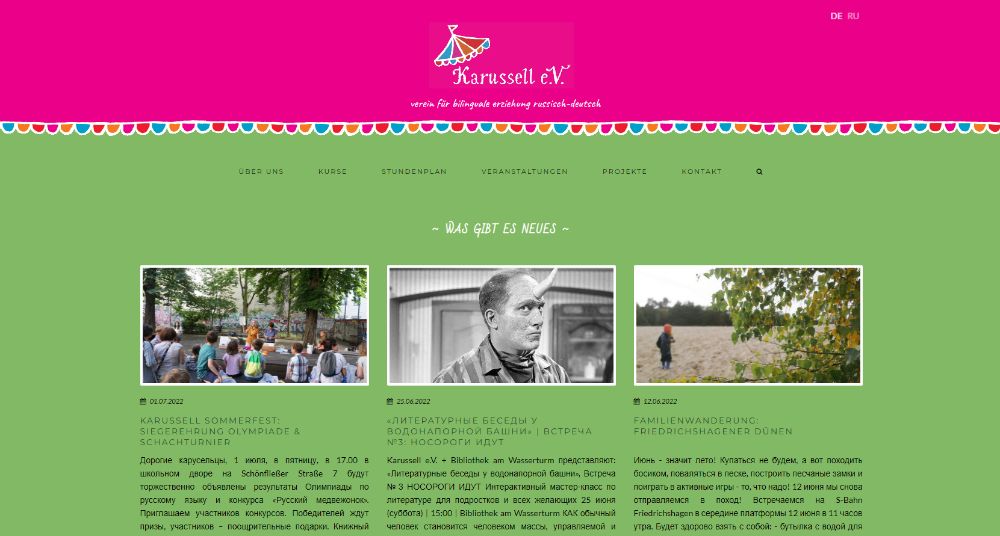 DE RU
Karussell e.V.
verein für bilinguale erziehung russisch-deutsch
ÜBER UNS KURSE STUNDENPLAN VERANSTALTUNGEN PROJEKTE KONTAKT
~ WAS GIBT ES NEUES ~
01.07.2022
KARUSSELL SOMMERFEST:
SIEGEREHRUNG OLYMPIADE &
SCHACHTURNIER
Дорогие карусельцы, 1 июля, в пятницу, в 17.00 в
школьном дворе на Schönfließer Straße 7 будут
торжественно объявлены результаты Олимпиады по
русскому языку и конкурса «Русский медвежонок».
Приглашаем участников конкурсов. Победителей ждут
призы, участников – поощрительные подарки. Книжный
25.06.2022
«ЛИТЕРАТУРНЫЕ БЕСЕДЫ У
ВОДОНАПОРНОЙ БАШНИ» | ВСТРЕЧА
№3: НОСОРОГИ ИДУТ
Karussell e.V. + Bibliothek am Wasserturm представляют:
«Литературные беседы у водонапорной башни», Встреча
№3 НОСОРОГИ ИДУТ Интерактивный мастер-класс по
литературе для подростков и всех желающих 25 июня
(суббота) | 15:00 | Bibliothek am Wasserturm КАК обычный
человек становится человеком массы, управляемой и
12.06.2022
FAMILIENWANDERUNG:
FRIEDRICHSHAGENER DÜNEN
Июнь - значит лето! Купаться не будем, а вот походить
босиком, поваляться в песке, построить песчаные замки и
поиграть в активные игры - то, что надо! 12 июня мы снова
отправляемся в поход! Встречаемся на S-Bahn
Friedrichshagen в середине платформы 12 июня в 11 часов
утра. Будет здорово взять с собой: - бутылка с водой для